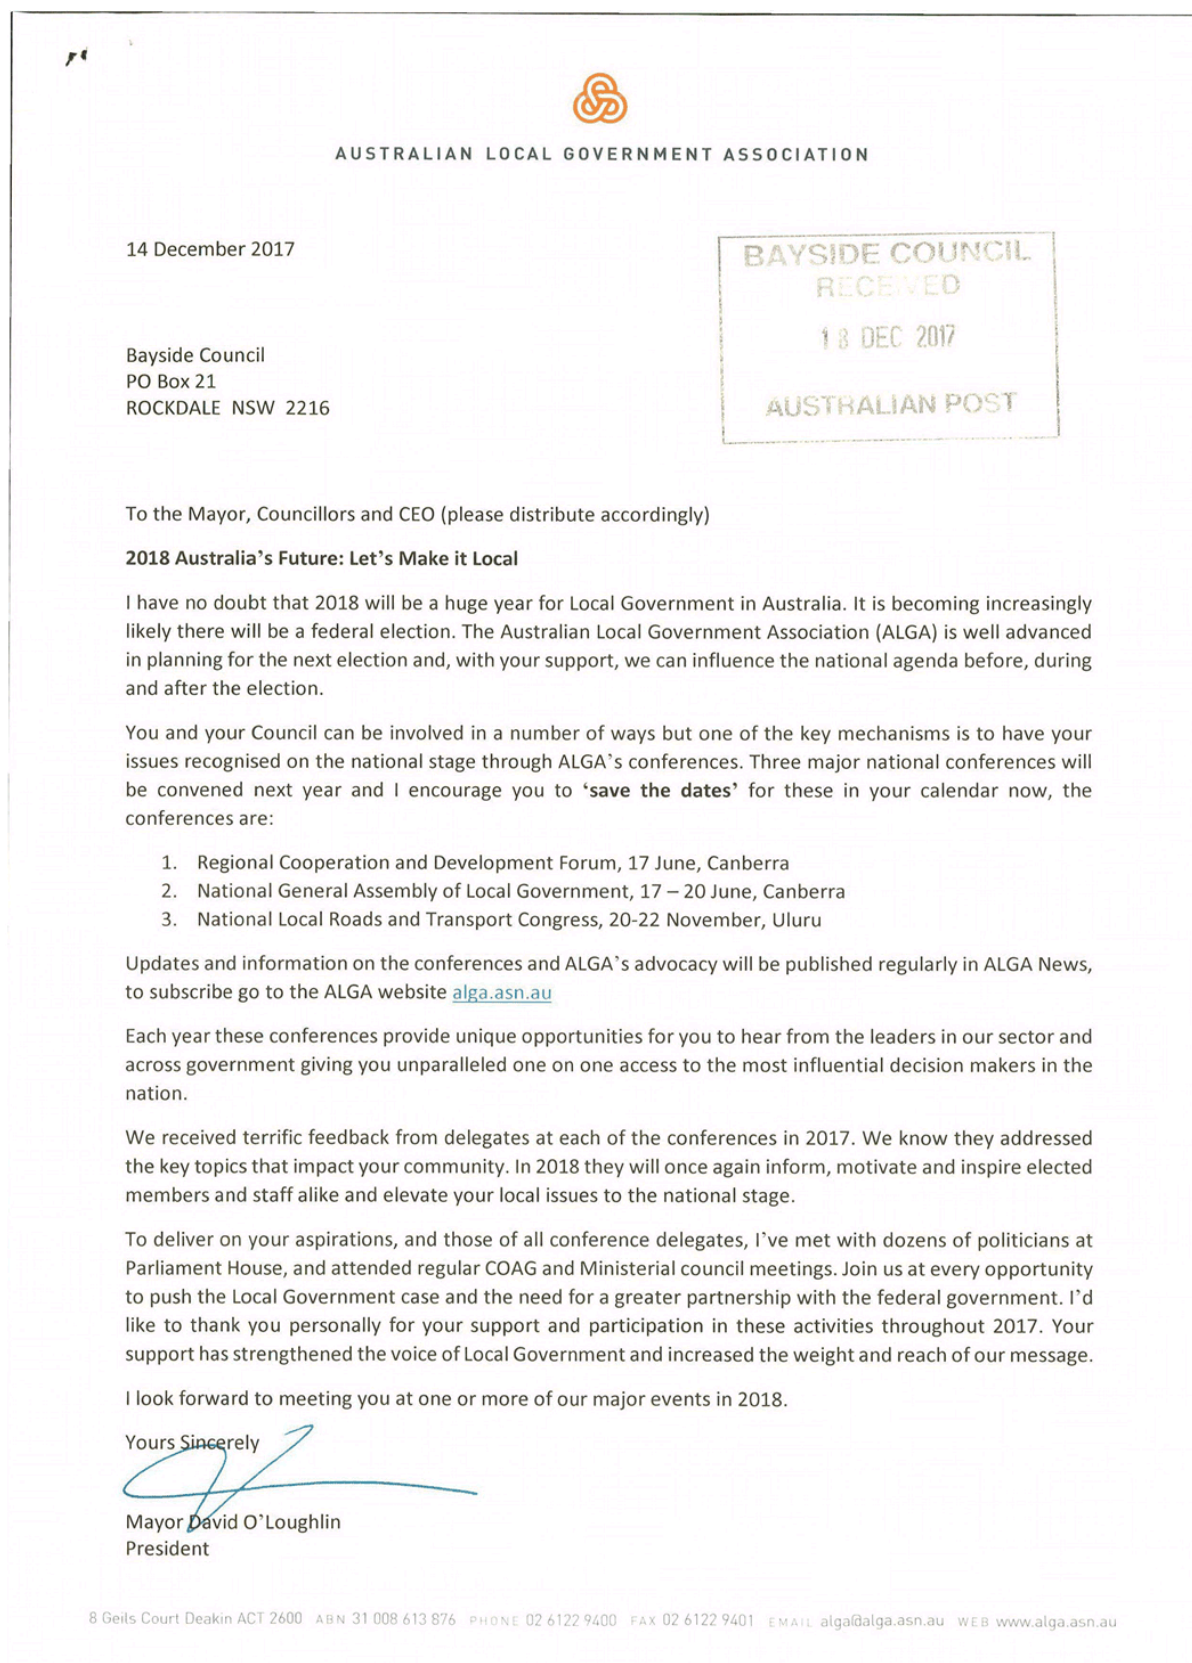 AUSTRALIAN LOCAL GOVERNMENT ASSOCIATION
14 December 2017
BAYSIDE COUNCIL
RECEIVED
18 DEC 2017
AUSTRALIAN POST
Bayside Council
PO Box 21
ROCKDALE NSW 2216
To the Mayor, Councillors and CEO (please distribute accordingly)
2018 Australia's Future: Let's Make it Local
I have no doubt that 2018 will be a huge year for Local Government in Australia. It is becoming increasingly
likely there will be a federal election. The Australian Local Government Association (ALGA) is well advanced
in planning for the next election and, with your support, we can influence the national agenda before, during
and after the election.
You and your Council can be involved in a number of ways but one of the key mechanisms is to have your
issues recognised on the national stage through ALGA's conferences. Three major national conferences will
be convened next year and I encourage you to 'save the dates' for these in your calendar now, the
conferences are:
1. Regional Cooperation and Development Forum, 17 June, Canberra
2. National General Assembly of Local Government, 17 – 20 June, Canberra
3. National Local Roads and Transport Congress, 20-22 November, Uluru
Updates and information on the conferences and ALGA's advocacy will be published regularly in ALGA News,
to subscribe go to the ALGA website alga.asn.au
Each year these conferences provide unique opportunities for you to hear from the leaders in our sector and
across government giving you unparalleled one on one access to the most influential decision makers in the
nation.
We received terrific feedback from delegates at each of the conferences in 2017. We know they addressed
the key topics that impact your community. In 2018 they will once again inform, motivate and inspire elected
members and staff alike and elevate your local issues to the national stage.
To deliver on your aspirations, and those of all conference delegates, I've met with dozens of politicians at
Parliament House, and attended regular COAG and Ministerial council meetings. Join us at every opportunity
to push the Local Government case and the need for a greater partnership with the federal government. I'd
like to thank you personally for your support and participation in these activities throughout 2017. Your
support has strengthened the voice of Local Government and increased the weight and reach of our message.
I look forward to meeting you at one or more of our major events in 2018.
Yours Sincerely
Mayor David O'Loughlin
President
8 Geils Court Deakin ACT 2600 ABN 31 008 613 876 PHONE 02 6122 9400 FAX 02 6122 9401 EMAIL alga@alga.asn.au WEB www.alga.asn.au